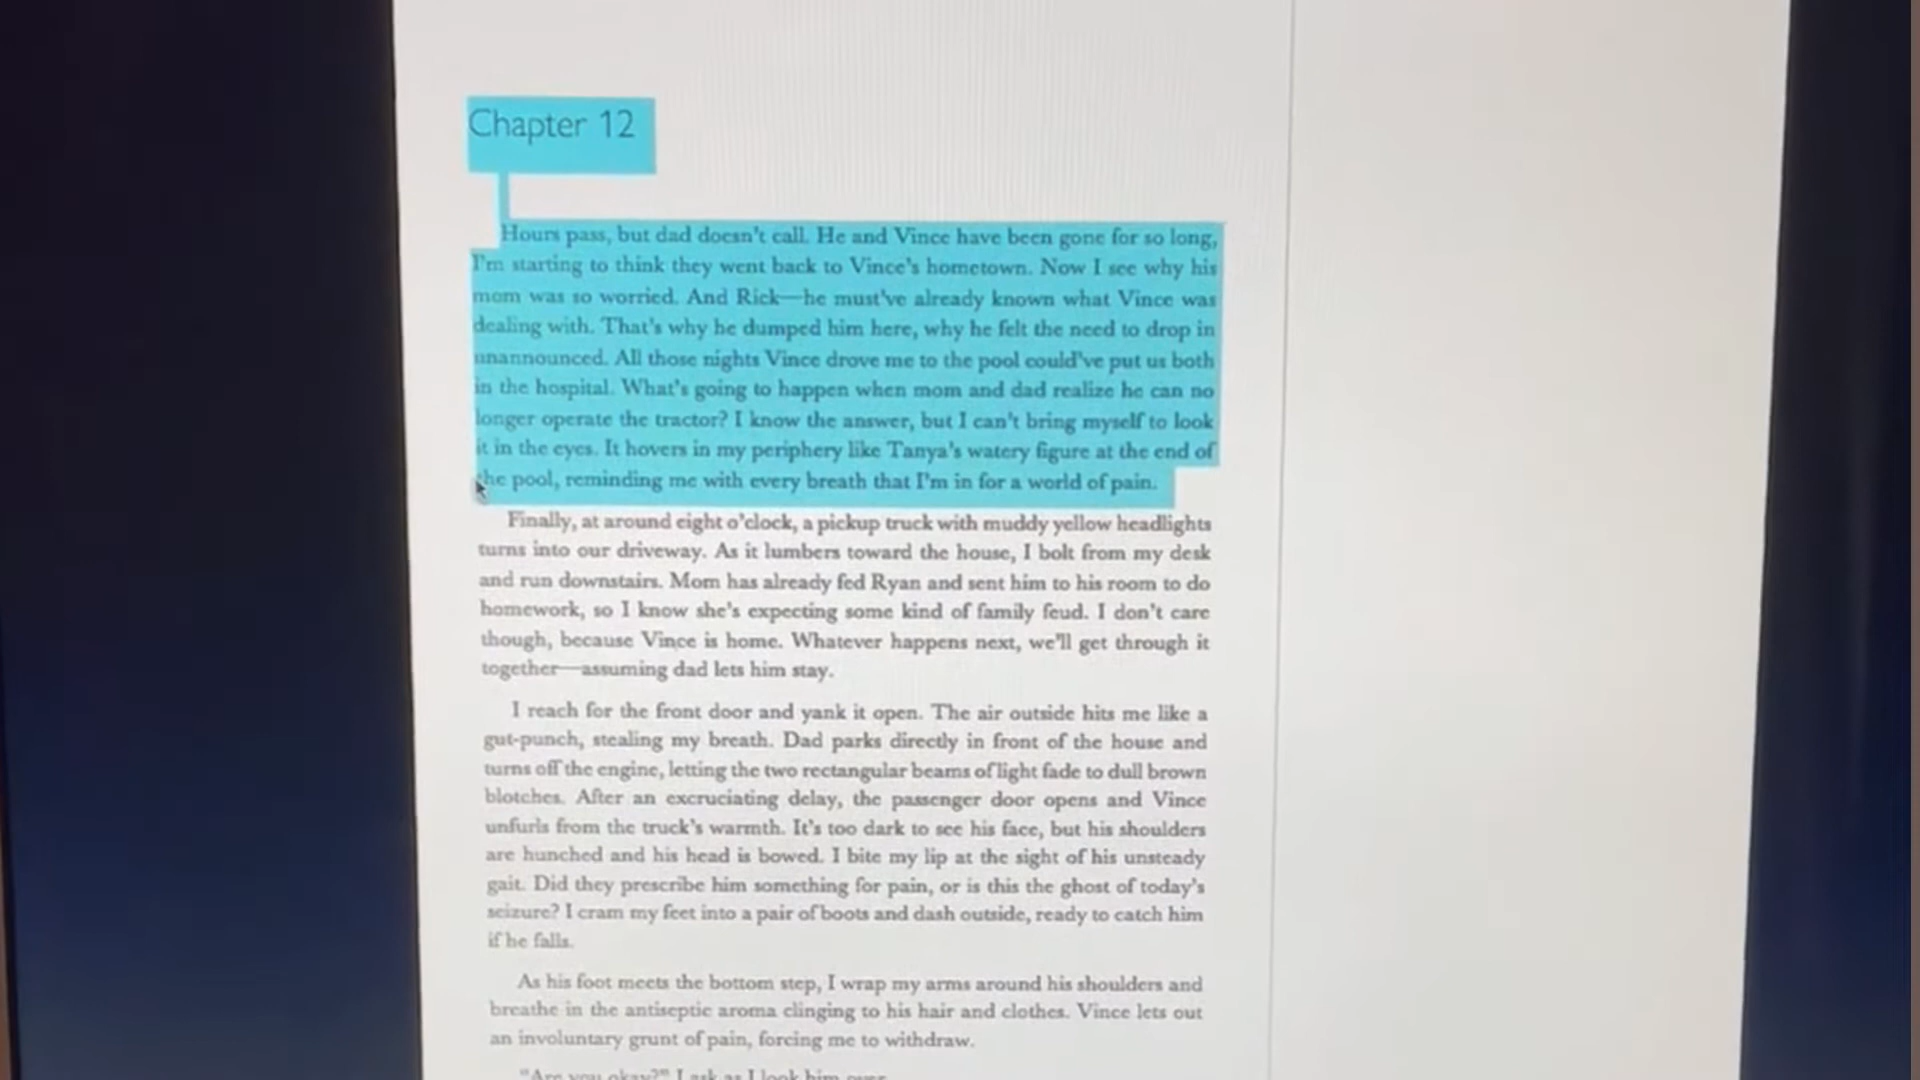 Chapter 12
Hours pass, but dad doesn't call. He and Vince have been gone for so long,
I'm starting to think they went back to Vince's hometown. Now I see why his
mom was so worried. And Rick—he must've already known what Vince was
dealing with. That's why he dumped him here, why he felt the need to drop in
unannounced. All those nights Vince drove me to the pool could've put us both
in the hospital. What's going to happen when mom and dad realize he can no
longer operate the tractor? I know the answer, but I can't bring myself to look
it in the eyes. It hovers in my periphery like Tanya's watery figure at the end of
the pool, reminding me with every breath that I'm in for a world of pain.
Finally, at around eight o'clock, a pickup truck with muddy yellow headlights
turns into our driveway. As it lumbers toward the house, I bolt from my desk
and run downstairs. Mom has already fed Ryan and sent him to his room to do
homework, so I know she's expecting some kind of family feud. I don't care
though, because Vince is home. Whatever happens next, we'll get through it
together—assuming dad lets him stay.
I reach for the front door and yank it open. The air outside hits me like a
gut-punch, stealing my breath. Dad parks directly in front of the house and
turns off the engine, letting the two rectangular beams of light fade to dull brown
blotches. After an excruciating delay, the passenger door opens and Vince
unfurls from the truck's warmth. It's too dark to see his face, but his shoulders
are hunched and his head is bowed. I bite my lip at the sight of his unsteady
gait. Did they prescribe him something for pain, or is this the ghost of today's
seizure? I cram my feet into a pair of boots and dash outside, ready to catch him
if he falls.
As his foot meets the bottom step, I wrap my arms around his shoulders and
breathe in the antiseptic aroma clinging to his hair and clothes. Vince lets out
an involuntary grunt of pain, forcing me to withdraw.
"Are you okay?" I ask as I look him over.